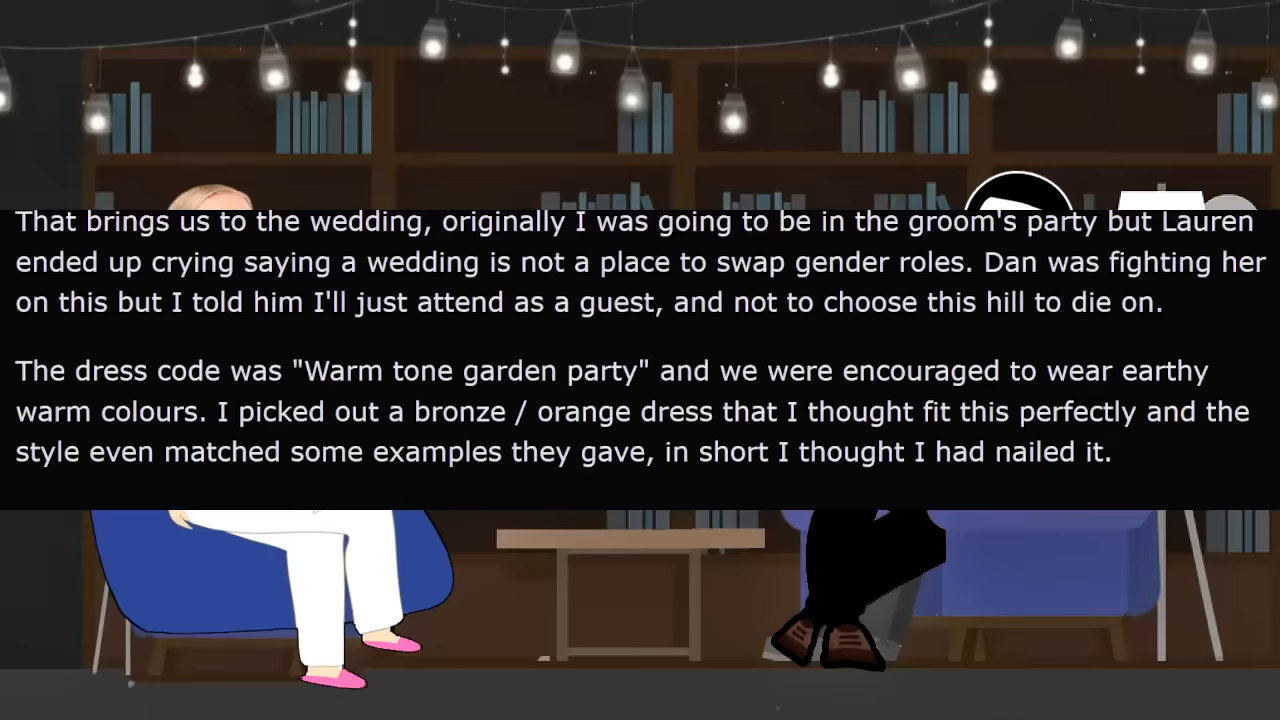 That brings us to the wedding, originally I was going to be in the groom's party but Lauren
ended up crying saying a wedding is not a place to swap gender roles. Dan was fighting her
on this but I told him I'll just attend as a guest, and not to choose this hill to die on.
The dress code was "Warm tone garden party" and we were encouraged to wear earthy
warm colours. I picked out a bronze / orange dress that I thought fit this perfectly and the
style even matched some examples they gave, in short I thought I had nailed it.